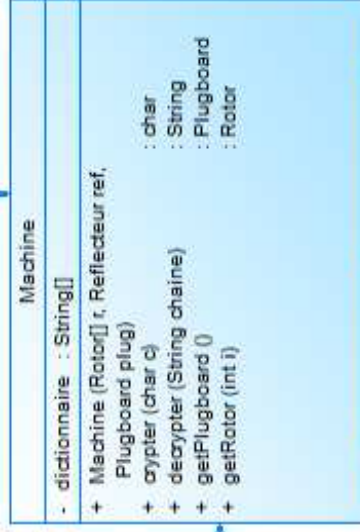 Machine
- dictionnaire : String[]
+ Machine (Rotor[] r, Reflecteur ref,
Plugboard plug)
+ crypter (char c) : char
+ decrypter (String chaine) : String
+ getPlugboard () : Plugboard
+ getRotor (int i) : Rotor